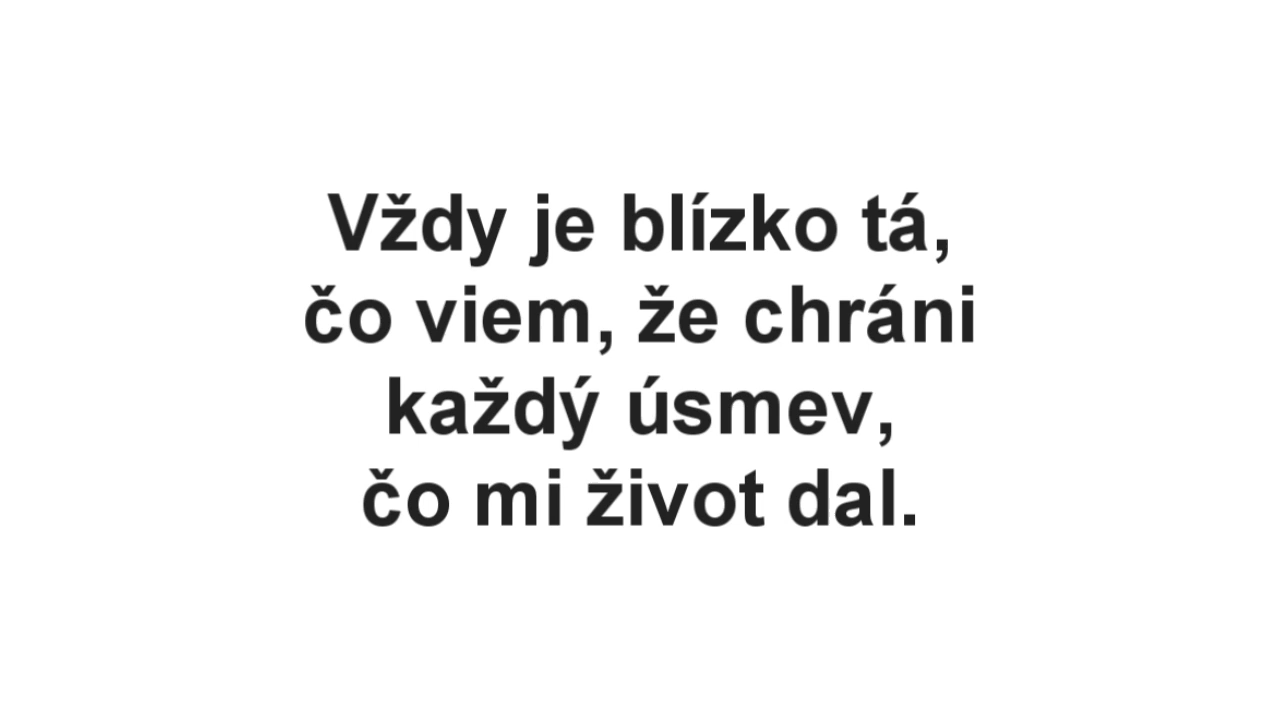 Vždy je blízko tá,
čo viem, že chráni
každý úsmev,
čo mi život dal.